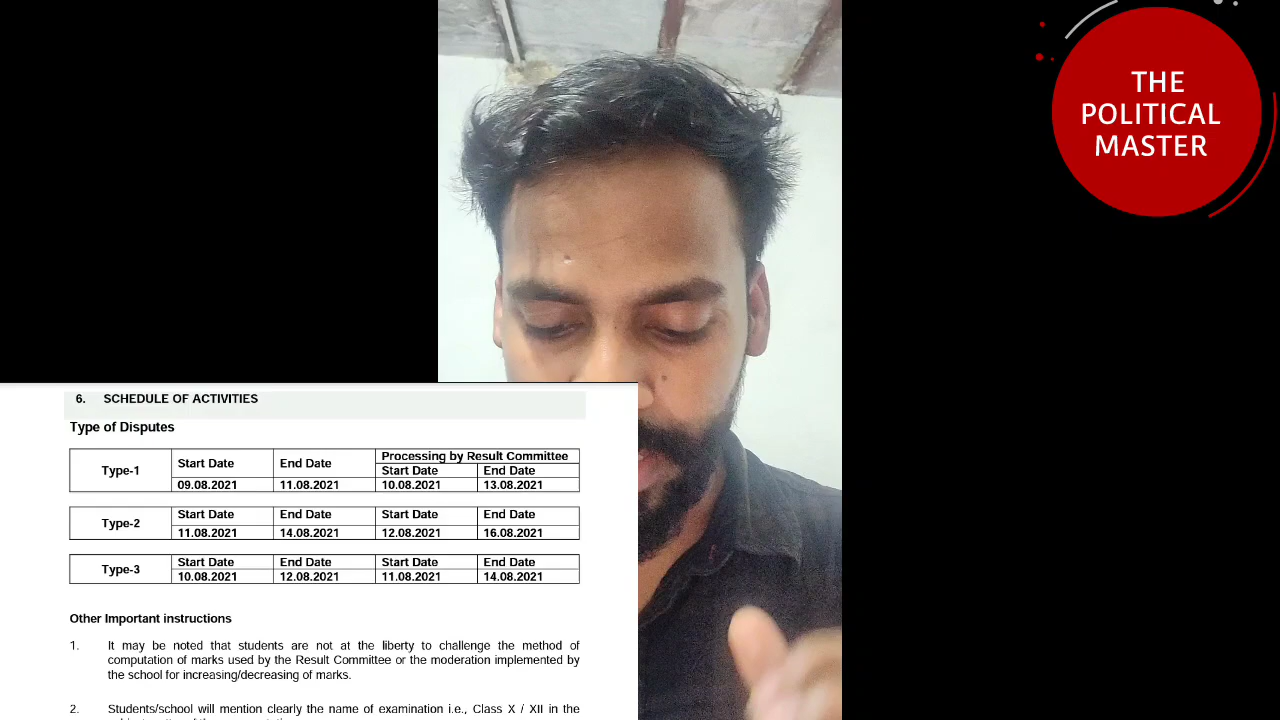 THE
POLITICAL
MASTER
6. SCHEDULE OF ACTIVITIES
Type of Disputes
Type-1 Start Date End Date Processing by Result Committee
Start Date End Date
09.08.2021 11.08.2021 10.08.2021 13.08.2021
Type-2 Start Date End Date Start Date End Date
11.08.2021 14.08.2021 12.08.2021 16.08.2021
Type-3 Start Date End Date Start Date End Date
10.08.2021 12.08.2021 11.08.2021 14.08.2021
Other Important instructions
1. It may be noted that students are not at the liberty to challenge the method of
computation of marks used by the Result Committee or the moderation implemented by
the school for increasing/decreasing of marks.
2. Students/school will mention clearly the name of examination i.e., Class X / XII in the